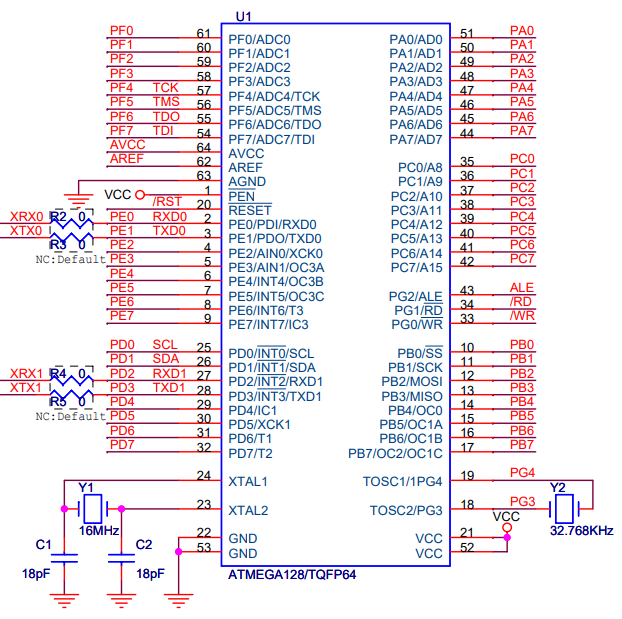 U1
PF0 61 PF0/ADC0 PA0/AD0 51 PA0
PF1 60 PF1/ADC1 PA1/AD1 50 PA1
PF2 59 PF2/ADC2 PA2/AD2 49 PA2
PF3 58 PF3/ADC3 PA3/AD3 48 PA3
PF4 TCK 57 PF4/ADC4/TCK PA4/AD4 47 PA4
PF5 TMS 56 PF5/ADC5/TMS PA5/AD5 46 PA5
PF6 TDO 55 PF6/ADC6/TDO PA6/AD6 45 PA6
PF7 TDI 54 PF7/ADC7/TDI PA7/AD7 44 PA7
AVCC 64 AVCC
AREF 62 AREF PC0/A8 35 PC0
63 AGND PC1/A9 36 PC1
VCC 1 PEN PC2/A10 37 PC2
/RST 20 RESET PC3/A11 38 PC3
XRX0 R2 0 PE0 RXD0 2 PE0/PDI/RXD0 PC4/A12 39 PC4
XTX0 R3 0 PE1 TXD0 3 PE1/PDO/TXD0 PC5/A13 40 PC5
NC:Default PE2 4 PE2/AIN0/XCK0 PC6/A14 41 PC6
PE3 5 PE3/AIN1/OC3A PC7/A15 42 PC7
PE4 6 PE4/INT4/OC3B
PE5 7 PE5/INT5/OC3C PG2/ALE 43 ALE
PE6 8 PE6/INT6/T3 PG1/RD 34 /RD
PE7 9 PE7/INT7/IC3 PG0/WR 33 /WR
PD0 SCL 25 PD0/INT0/SCL PB0/SS 10 PB0
PD1 SDA 26 PD1/INT1/SDA PB1/SCK 11 PB1
XRX1 R4 0 PD2 RXD1 27 PD2/INT2/RXD1 PB2/MOSI 12 PB2
XTX1 R5 0 PD3 TXD1 28 PD3/INT3/TXD1 PB3/MISO 13 PB3
NC:Default PD4 29 PD4/IC1 PB4/OC0 14 PB4
PD5 30 PD5/XCK1 PB5/OC1A 15 PB5
PD6 31 PD6/T1 PB6/OC1B 16 PB6
PD7 32 PD7/T2 PB7/OC2/OC1C 17 PB7
24 XTAL1 TOSC1/1PG4 19 PG4
Y1 23 XTAL2 TOSC2/PG3 18 PG3 Y2
16MHz VCC 32.768KHz
22 GND VCC 21
C1 C2 53 GND VCC 52
18pF 18pF ATMEGA128/TQFP64